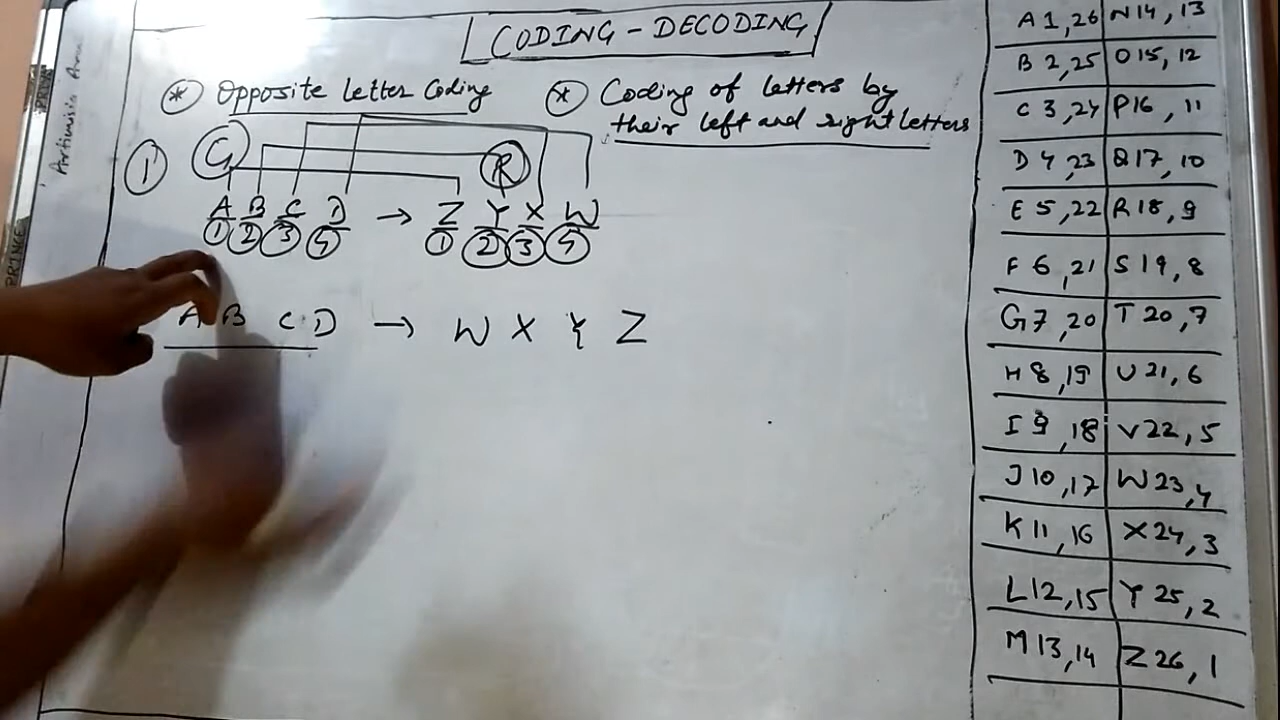 CODING - DECODING
* Opposite letter Coding
* Coding of letters by
their left and right letters
1
G R
A B C D → Z Y X W
1 2 3 4 1 2 3 4
A B C D → W X Y Z
A 1, 26 N 14, 13
B 2, 25 O 15, 12
C 3, 24 P 16, 11
D 4, 23 Q 17, 10
E 5, 22 R 18, 9
F 6, 21 S 19, 8
G 7, 20 T 20, 7
H 8, 19 U 21, 6
I 9, 18 V 22, 5
J 10, 17 W 23, 4
K 11, 16 X 24, 3
L 12, 15 Y 25, 2
M 13, 14 Z 26, 1
PRINCE